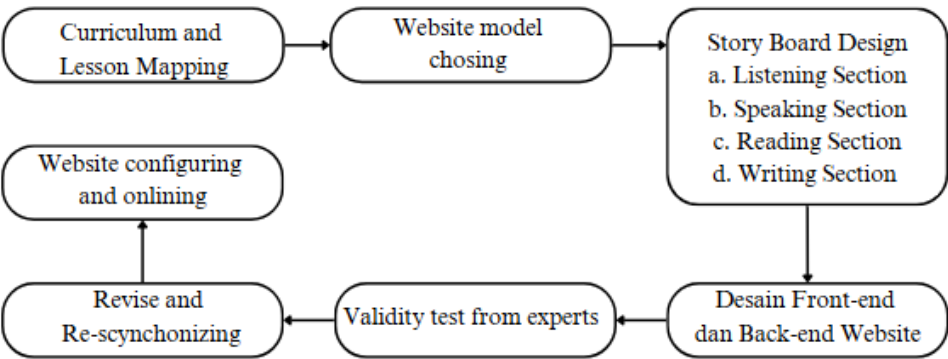 Curriculum and
Lesson Mapping
Website model
chosing
Story Board Design
a. Listening Section
b. Speaking Section
c. Reading Section
d. Writing Section
Desain Front-end
dan Back-end Website
Validity test from experts
Revise and
Re-scynchonizing
Website configuring
and onlining